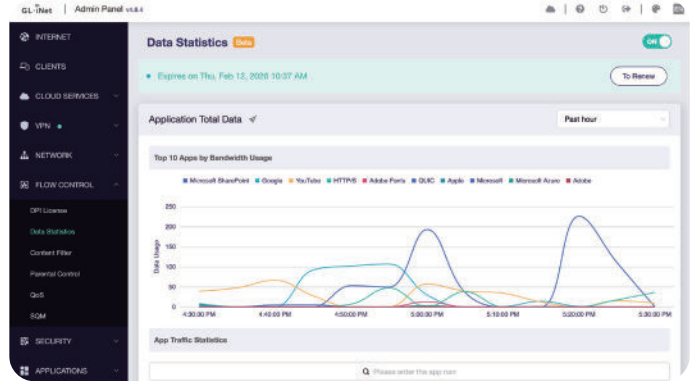 GL·iNet | Admin Panel v4.8.4
INTERNET
CLIENTS
CLOUD SERVICES
VPN
NETWORK
FLOW CONTROL
DPI License
Data Statistics
Content Filter
Parental Control
QoS
SQM
SECURITY
APPLICATIONS
Data Statistics Beta
ON
Expires on Thu, Feb 12, 2026 10:37 AM
To Renew
Application Total Data
Past hour
Top 10 Apps by Bandwidth Usage
Microsoft SharePoint Google YouTube HTTP/S Adobe Fonts QUIC Apple Microsoft Microsoft Azure Adobe
Data Usage
250
200
150
100
50
0
4:30:00 PM 4:40:00 PM 4:50:00 PM 5:00:00 PM 5:10:00 PM 5:20:00 PM 5:30:00 PM
App Traffic Statistics
Please enter the app name